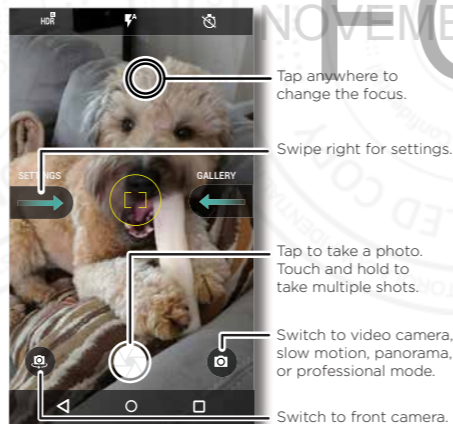 NOVEMBE
HDR
Tap anywhere to
change the focus.
Swipe right for settings.
SETTINGS
GALLERY
Tap to take a photo.
Touch and hold to
take multiple shots.
Switch to video camera,
slow motion, panorama,
or professional mode.
Switch to front camera.